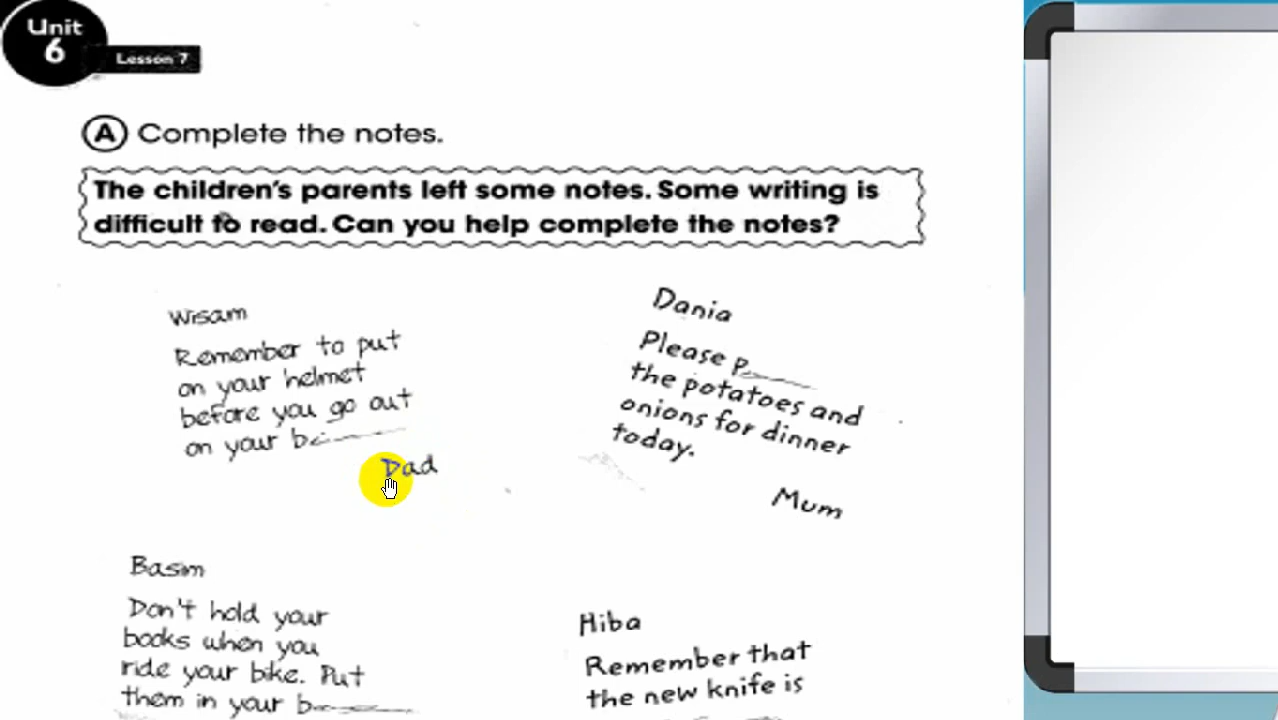 Unit
6
Lesson 7
A Complete the notes.
The children's parents left some notes. Some writing is
difficult to read. Can you help complete the notes?
Wisam
Remember to put
on your helmet
before you go out
on your b
Dad
Dania
Please p
the potatoes and
onions for dinner
today.
Mum
Basim
Don't hold your
books when you
ride your bike. Put
them in your b
Hiba
Remember that
the new knife is